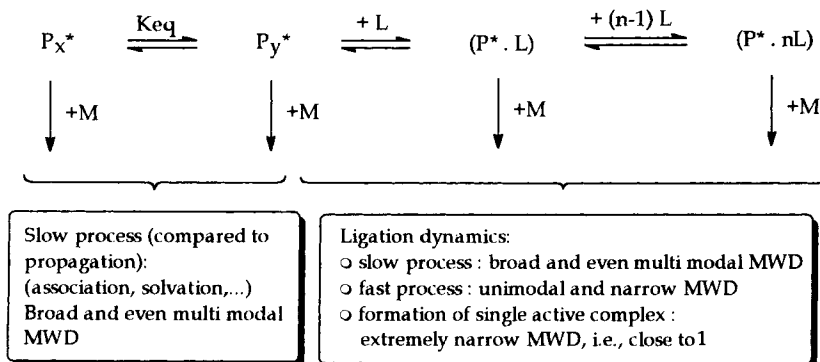 Keq + L + (n-1) L
Px* Py* (P* . L) (P* . nL)
+M +M +M +M
Slow process (compared to
propagation):
(association, solvation,...)
Broad and even multi modal
MWD
Ligation dynamics:
○ slow process : broad and even multi modal MWD
○ fast process : unimodal and narrow MWD
○ formation of single active complex :
extremely narrow MWD, i.e., close to1